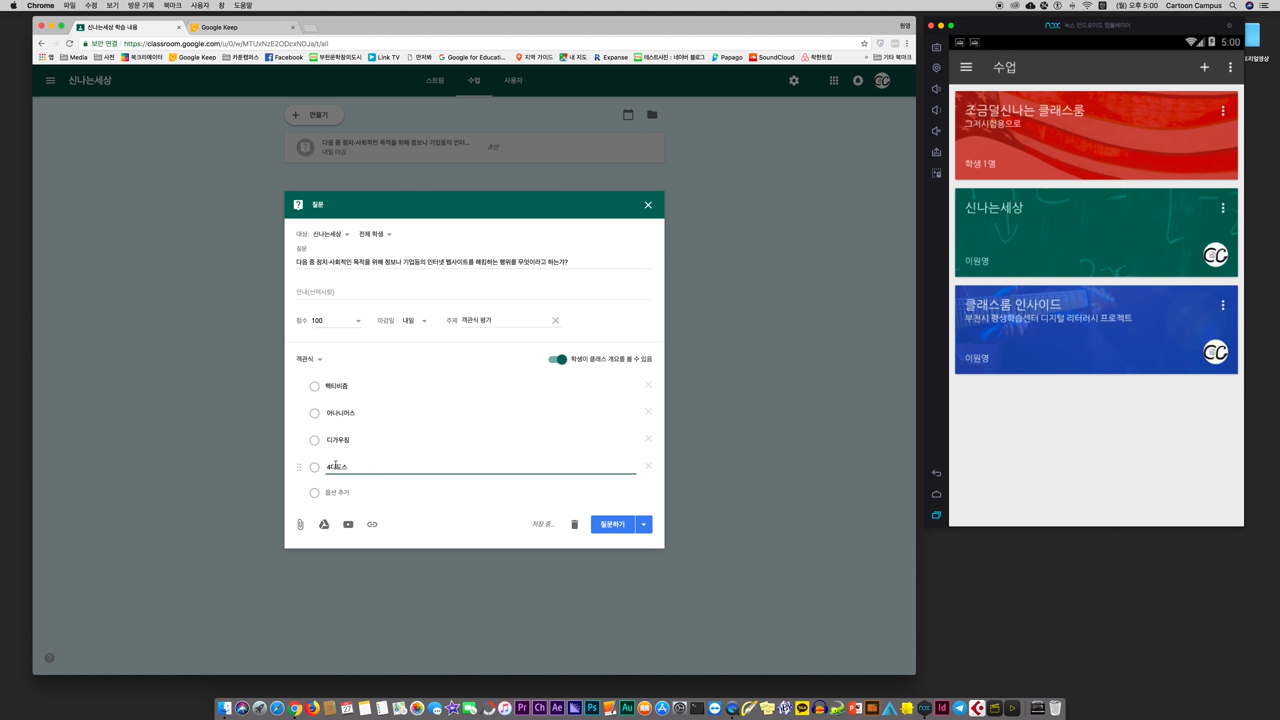 Chrome 파일 수정 보기 방문 기록 북마크 사용자 창 도움말
(월) 오후 5:00 Cartoon Campus
신나는세상 학습 내용
Google Keep
원영
보안 연결 https://classroom.google.com/u/0/w/MTUxNzE2ODcxNDJa/t/all
앱 Media 사전 북크리메이터 Google Keep 카툰캠퍼스 Facebook 부천문학창의도시 Link TV 먼저봐 Google for Educati... 지역 가이드 내 지도 Expanse 테스트사진 : 네이버 블로그 Papago SoundCloud 착한트립 » 기타 북마크
신나는세상
스트림 수업 사용자
만들기
다음 중 정치·사회적인 목적을 위해 정보나 기업등의 인터...
내일 마감
초안
질문
대상: 신나는세상 전체 학생
질문
다음 중 정치·사회적인 목적을 위해 정보나 기업등의 인터넷 웹사이트를 해킹하는 행위를 무엇이라고 하는가?
안내(선택사항)
점수 100 마감일 내일 주제 객관식 평가
객관식
학생이 클래스 개요를 볼 수 있음
핵티비즘
어나니머스
디가우징
4디도스
옵션 추가
저장 중...
질문하기
nox 녹스 안드로이드 앱플레이어
5:00
수업
조금덜신나는 클래스룸
그저시험용으로
학생 1명
신나는세상
이원영
클래스룸 인사이드
부천시 평생학습센터 디지털 리터러시 프로젝트
이원영
토리얼영상